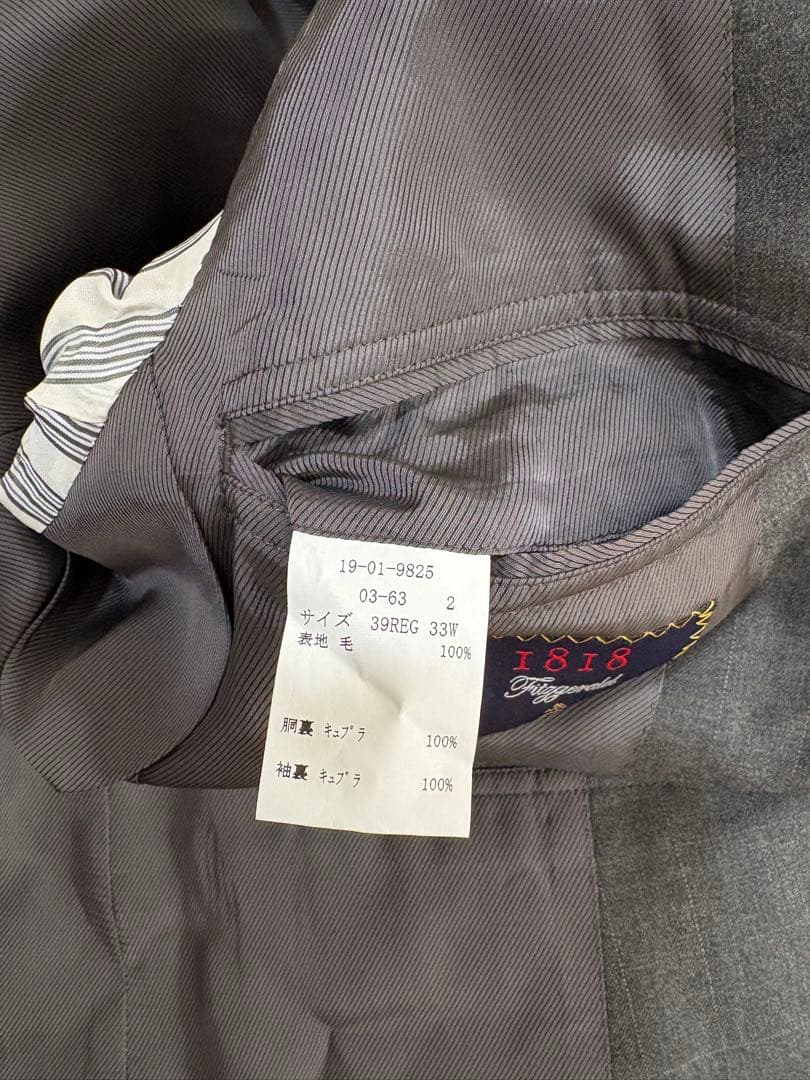 19-01-9825
03-63 2
サイズ 39REG 33W
表地 毛 100%
胴裏 キュプラ 100%
袖裏 キュプラ 100%
1818
Fitzgerald